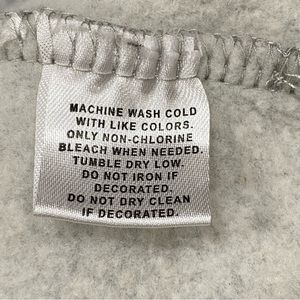 MACHINE WASH COLD
WITH LIKE COLORS.
ONLY NON-CHLORINE
BLEACH WHEN NEEDED.
TUMBLE DRY LOW.
DO NOT IRON IF
DECORATED.
DO NOT DRY CLEAN
IF DECORATED.